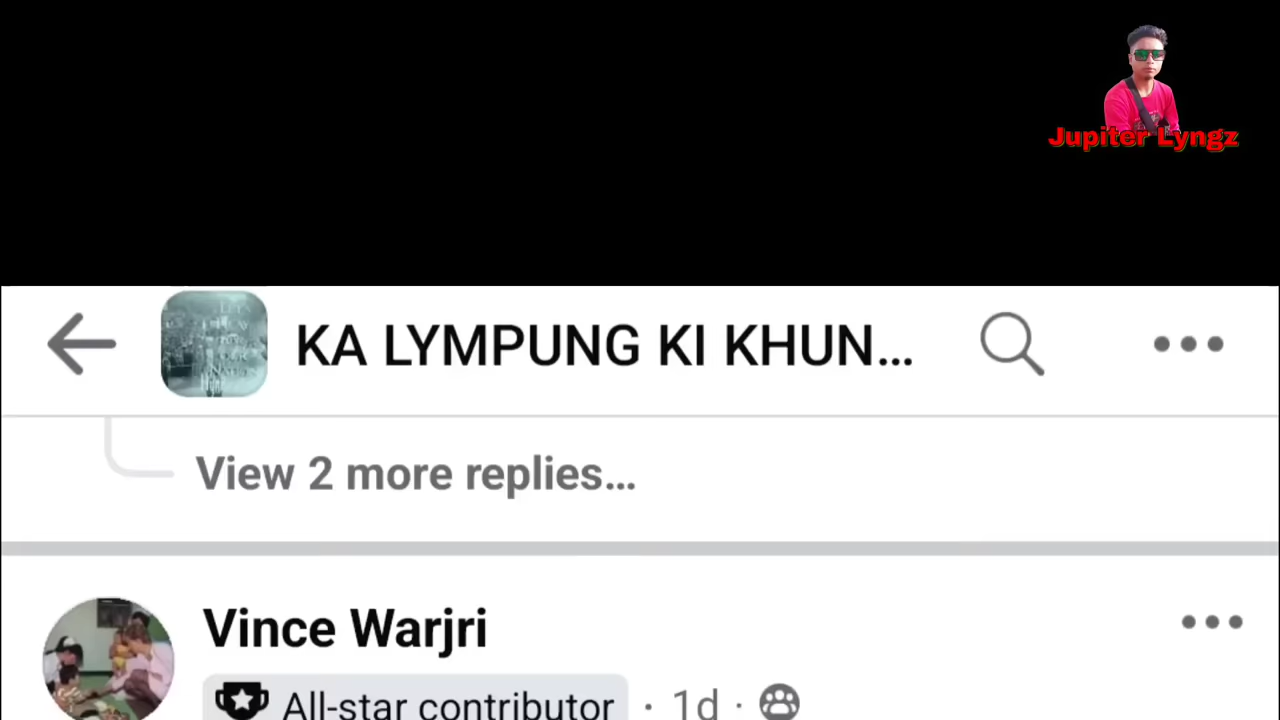 Jupiter Lyngz
KA LYMPUNG KI KHUN...
View 2 more replies...
Vince Warjri
All-star contributor · 1d ·